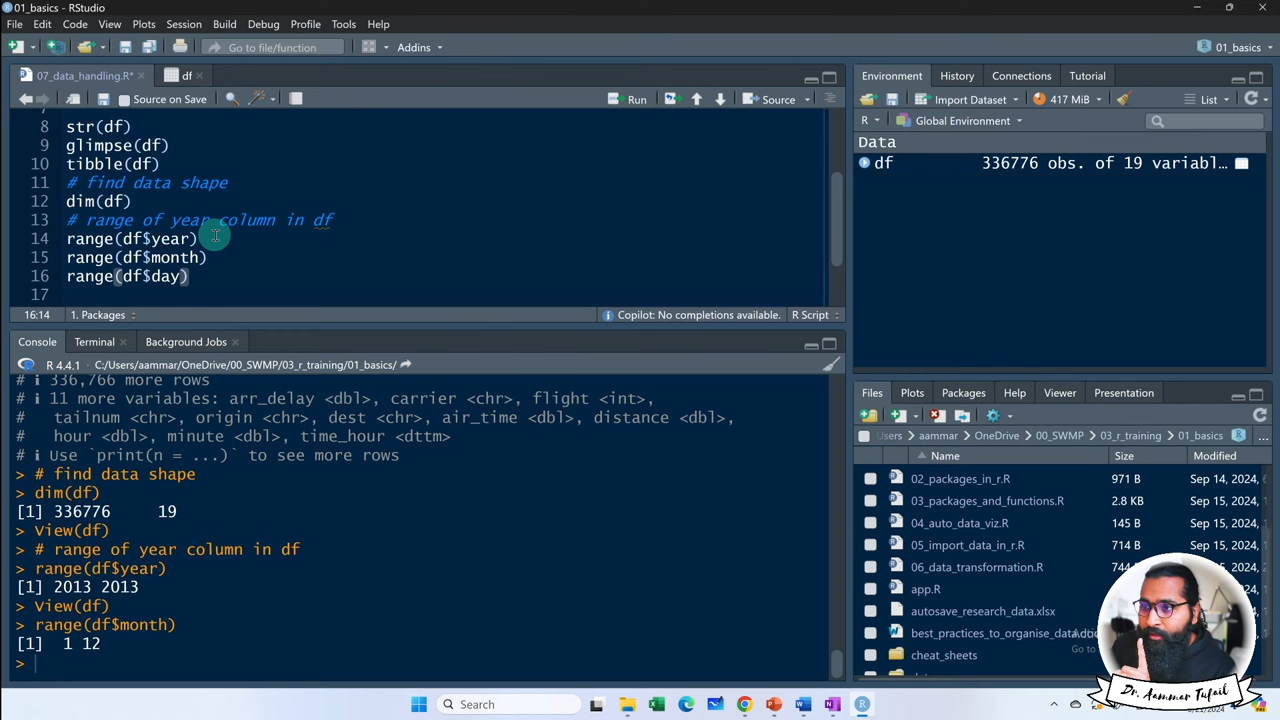 01_basics - RStudio
File Edit Code View Plots Session Build Debug Profile Tools Help
Go to file/function Addins 01_basics
07_data_handling.R* df
Source on Save Run Source
8 str(df)
9 glimpse(df)
10 tibble(df)
11 # find data shape
12 dim(df)
13 # range of year column in df
14 range(df$year)
15 range(df$month)
16 range(df$day)
17
16:14 1. Packages Copilot: No completions available. R Script
Console Terminal Background Jobs
R 4.4.1 · C:/Users/aammar/OneDrive/00_SWMP/03_r_training/01_basics/
# ℹ 336,766 more rows
# ℹ 11 more variables: arr_delay <dbl>, carrier <chr>, flight <int>,
# tailnum <chr>, origin <chr>, dest <chr>, air_time <dbl>, distance <dbl>,
# hour <dbl>, minute <dbl>, time_hour <dttm>
# ℹ Use `print(n = ...)` to see more rows
> # find data shape
> dim(df)
[1] 336776 19
> View(df)
> # range of year column in df
> range(df$year)
[1] 2013 2013
> View(df)
> range(df$month)
[1] 1 12
>
Environment History Connections Tutorial
Import Dataset 417 MiB List
R Global Environment
Data
df 336776 obs. of 19 variabl…
Files Plots Packages Help Viewer Presentation
Users aammar OneDrive 00_SWMP 03_r_training 01_basics ...
Name Size Modified
02_packages_in_r.R 971 B Sep 14, 2024,
03_packages_and_functions.R 2.8 KB Sep 15, 2024,
04_auto_data_viz.R 145 B Sep 15, 2024,
05_import_data_in_r.R 714 B Sep 15, 2024,
06_data_transformation.R 744 Sep 15, 2024,
app.R
autosave_research_data.xlsx
best_practices_to_organise_data.
cheat_sheets
Dr. Aammar Tufail
Search